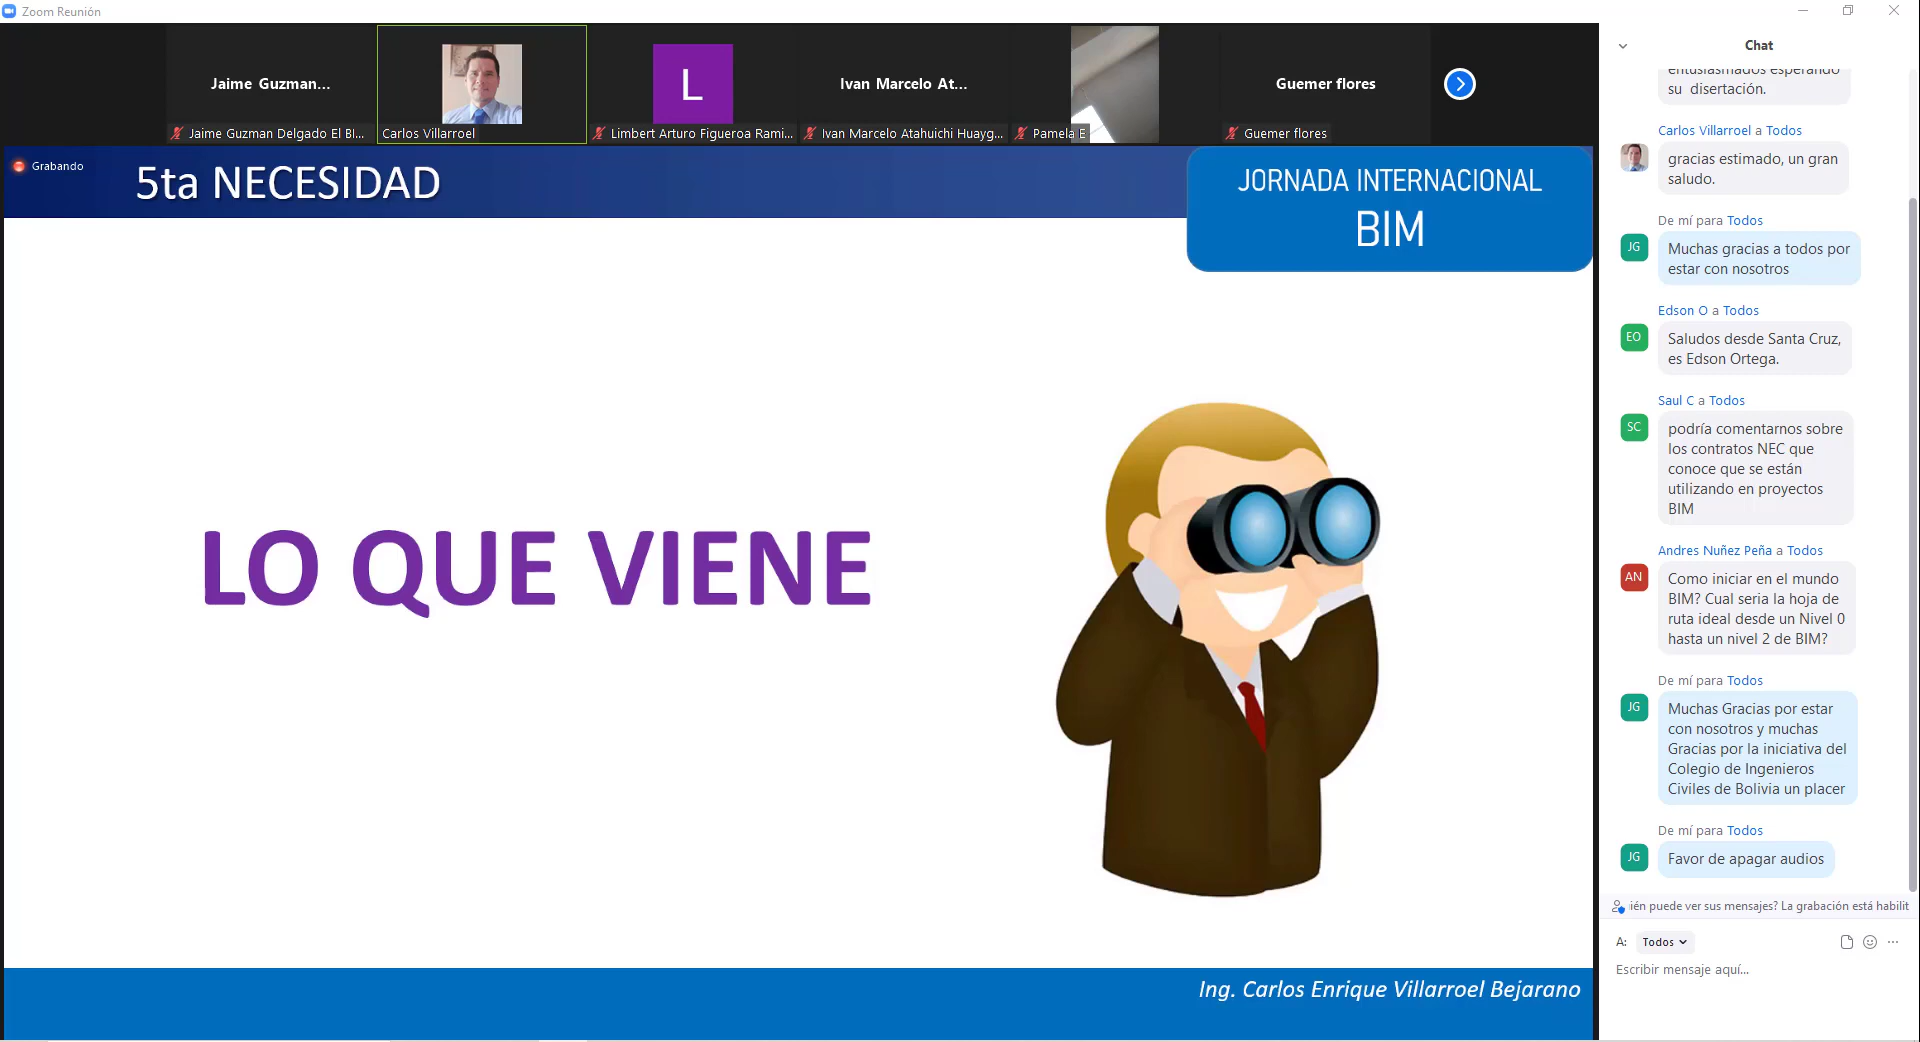 Zoom Reunión
Jaime Guzman...
Jaime Guzman Delgado El BI...
Carlos Villarroel
L
Limbert Arturo Figueroa Rami...
Ivan Marcelo At...
Ivan Marcelo Atahuichi Huayg...
Pamela E
Guemer flores
Guemer flores
Grabando
5ta NECESIDAD
JORNADA INTERNACIONAL
BIM
LO QUE VIENE
Ing. Carlos Enrique Villarroel Bejarano
Chat
entusiasmados esperando
su disertación.
Carlos Villarroel a Todos
gracias estimado, un gran
saludo.
De mí para Todos
JG
Muchas gracias a todos por
estar con nosotros
Edson O a Todos
EO
Saludos desde Santa Cruz,
es Edson Ortega.
Saul C a Todos
SC
podría comentarnos sobre
los contratos NEC que
conoce que se están
utilizando en proyectos
BIM
Andres Nuñez Peña a Todos
AN
Como iniciar en el mundo
BIM? Cual seria la hoja de
ruta ideal desde un Nivel 0
hasta un nivel 2 de BIM?
De mí para Todos
JG
Muchas Gracias por estar
con nosotros y muchas
Gracias por la iniciativa del
Colegio de Ingenieros
Civiles de Bolivia un placer
De mí para Todos
JG
Favor de apagar audios
ién puede ver sus mensajes? La grabación está habilit
A: Todos
Escribir mensaje aquí...